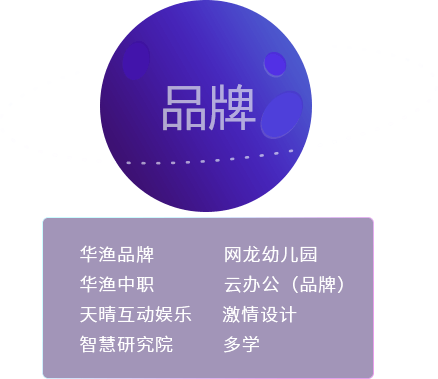 品牌
华渔品牌 网龙幼儿园
华渔中职 云办公（品牌）
天晴互动娱乐 激情设计
智慧研究院 多学